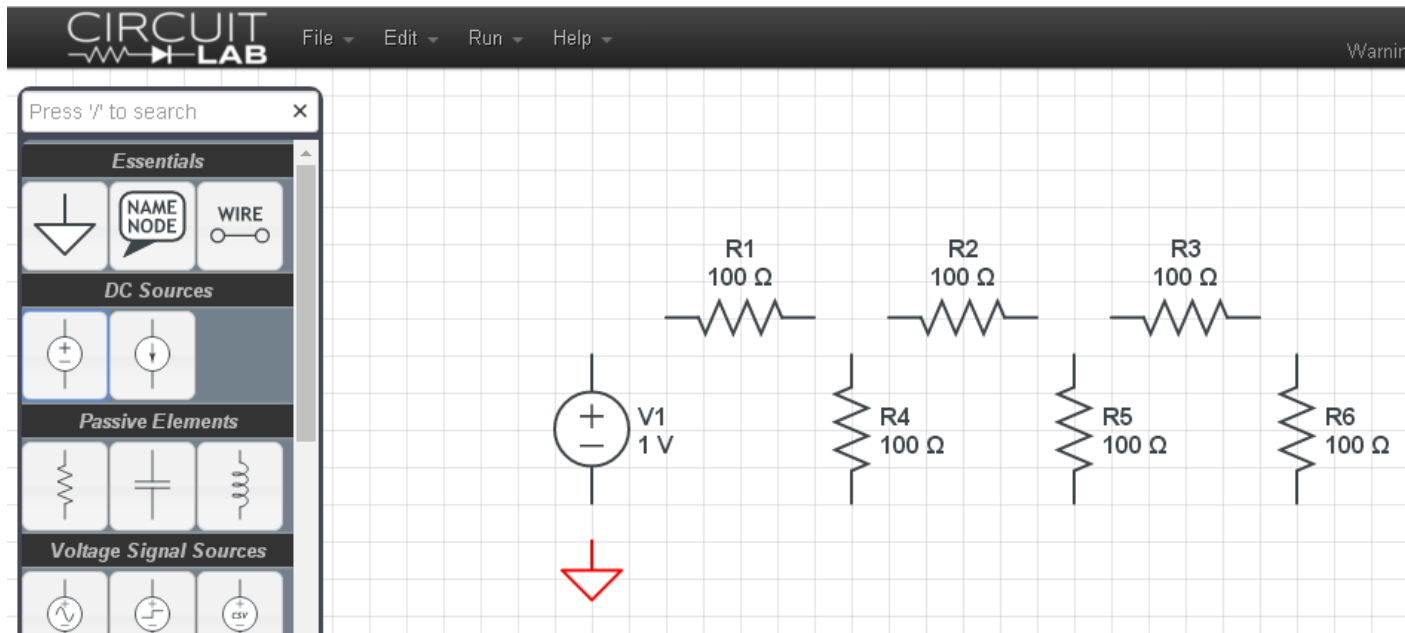 CIRCUIT
LAB
File Edit Run Help
Press '/' to search ×
Essentials
NAME
NODE
WIRE
DC Sources
Passive Elements
Voltage Signal Sources
csv
R1
100 Ω
R2
100 Ω
R3
100 Ω
V1
1 V
R4
100 Ω
R5
100 Ω
R6
100 Ω